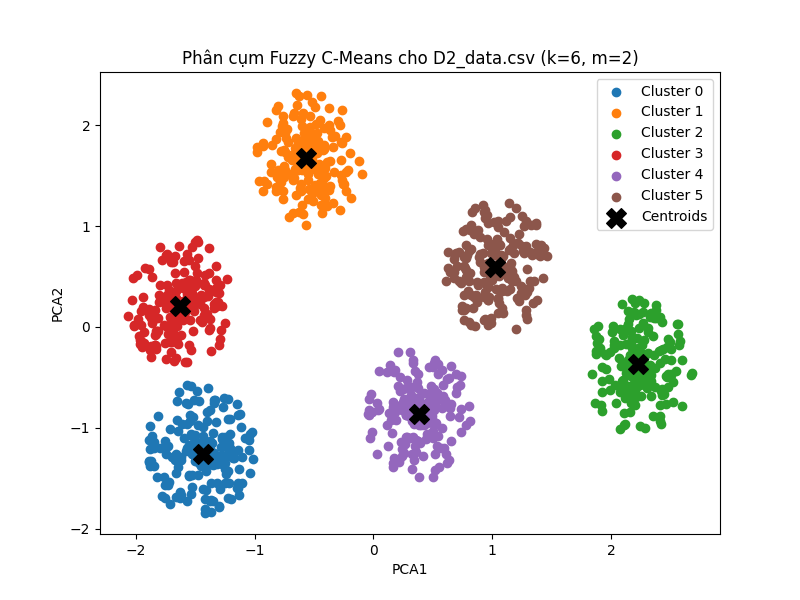 Phân cụm Fuzzy C-Means cho D2_data.csv (k=6, m=2)
Cluster 0
Cluster 1
Cluster 2
Cluster 3
Cluster 4
Cluster 5
Centroids
PCA2
2
1
0
−1
−2
−2
−1
0
1
2
PCA1